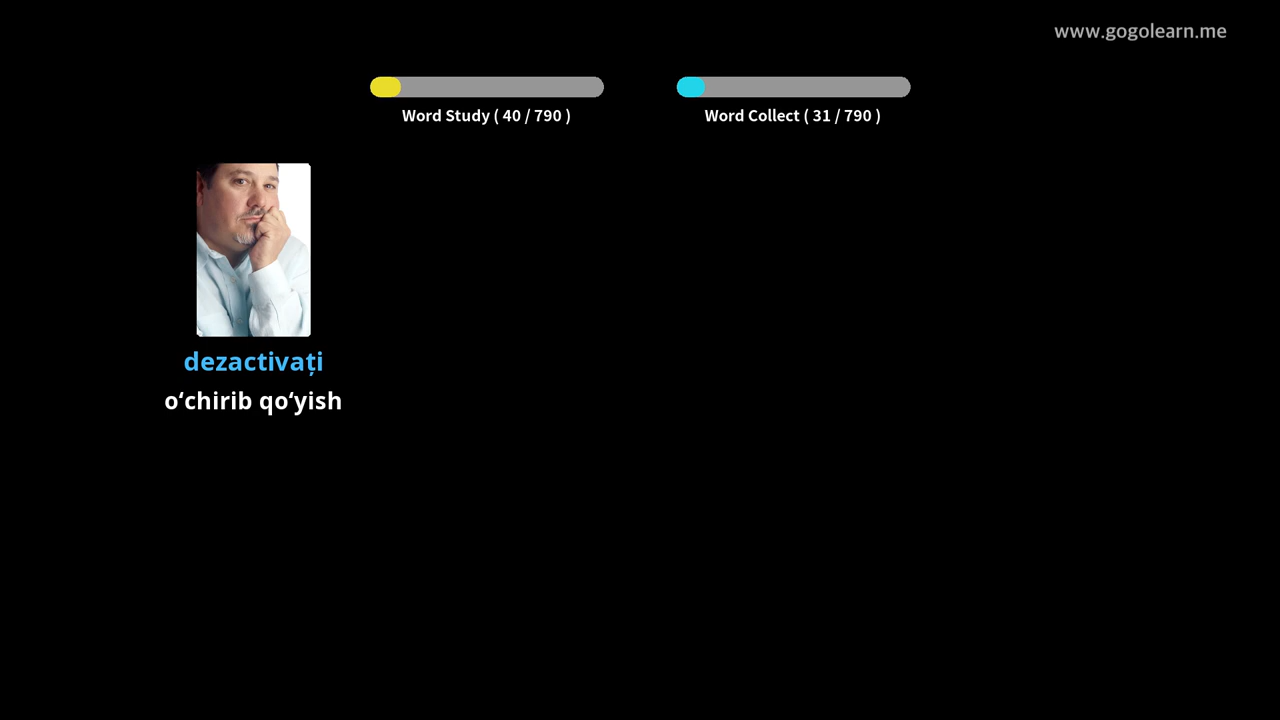 www.gogolearn.me
Word Study ( 40 / 790 )
Word Collect ( 31 / 790 )
dezactivați
o‘chirib qo‘yish